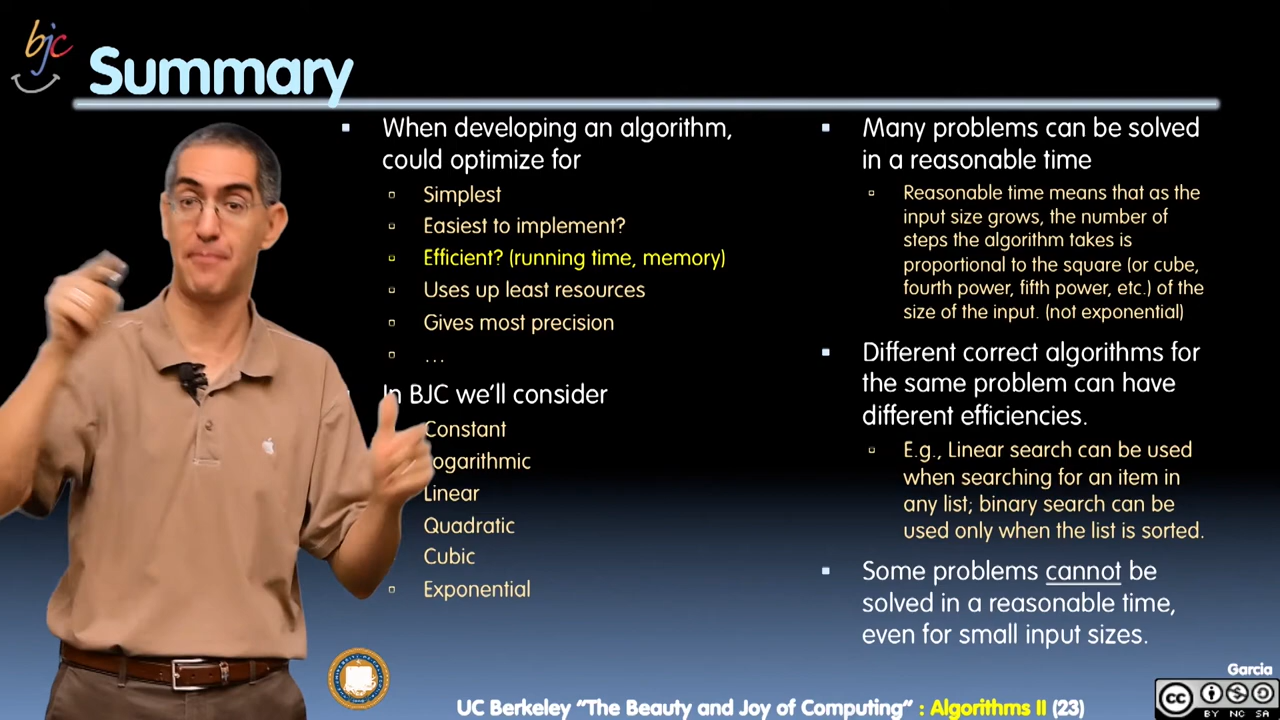 bjc
Summary
When developing an algorithm,
could optimize for
Simplest
Easiest to implement?
Efficient? (running time, memory)
Uses up least resources
Gives most precision
...
In BJC we'll consider
Constant
ogarithmic
Linear
Quadratic
Cubic
Exponential
Many problems can be solved
in a reasonable time
Reasonable time means that as the
input size grows, the number of
steps the algorithm takes is
proportional to the square (or cube,
fourth power, fifth power, etc.) of the
size of the input. (not exponential)
Different correct algorithms for
the same problem can have
different efficiencies.
E.g., Linear search can be used
when searching for an item in
any list; binary search can be
used only when the list is sorted.
Some problems cannot be
solved in a reasonable time,
even for small input sizes.
Garcia
UC Berkeley "The Beauty and Joy of Computing" : Algorithms II (23)
cc
BY NC SA